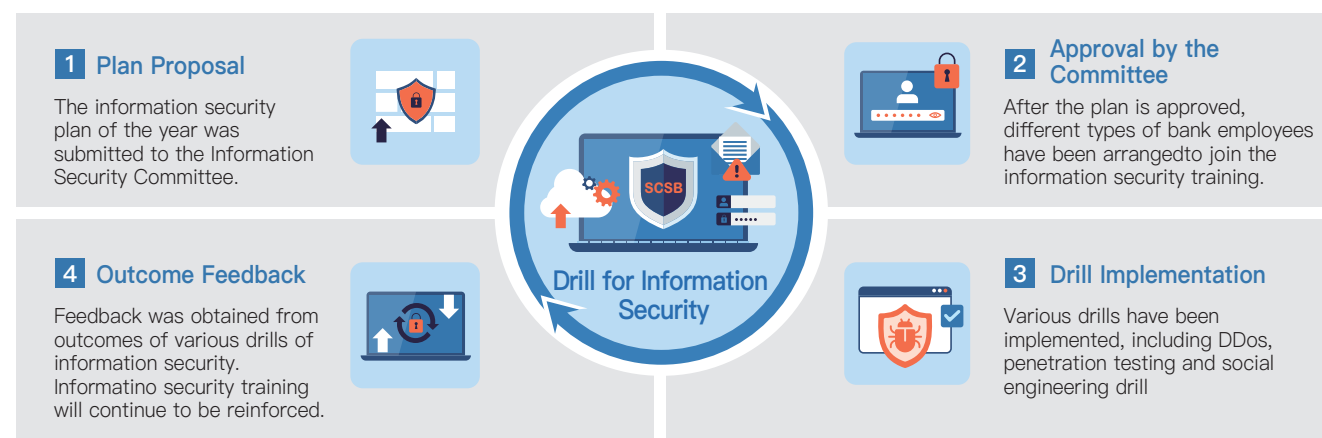 1 Plan Proposal
The information security
plan of the year was
submitted to the Information
Security Committee.
2 Approval by the
Committee
After the plan is approved,
different types of bank employees
have been arrangedto join the
information security training.
SCSB
Drill for Information
Security
3 Drill Implementation
Various drills have been
implemented, including DDos,
penetration testing and social
engineering drill
4 Outcome Feedback
Feedback was obtained from
outcomes of various drills of
information security.
Informatino security training
will continue to be reinforced.